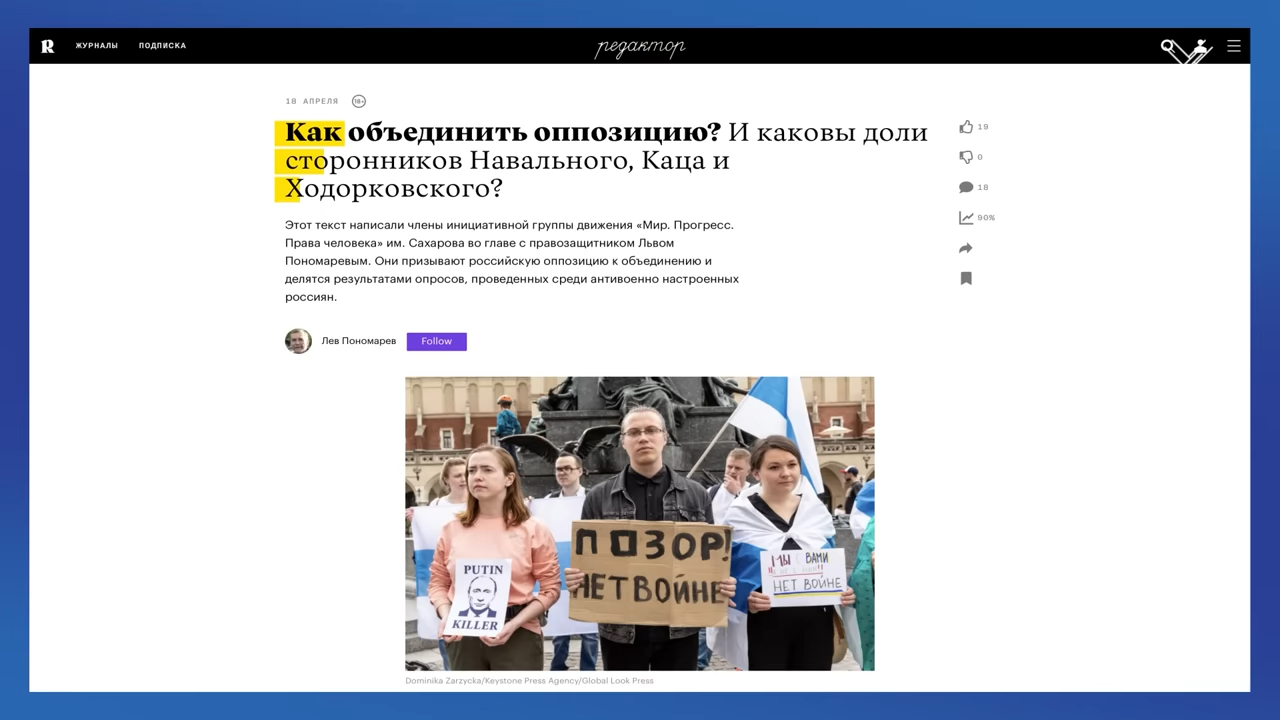 R ЖУРНАЛЫ ПОДПИСКА редактор
18 АПРЕЛЯ 18+
Как объединить оппозицию? И каковы доли
сторонников Навального, Каца и
Ходорковского?
19
0
18
90%
Этот текст написали члены инициативной группы движения «Мир. Прогресс.
Права человека» им. Сахарова во главе с правозащитником Львом
Пономаревым. Они призывают российскую оппозицию к объединению и
делятся результатами опросов, проведенных среди антивоенно настроенных
россиян.
Лев Пономарев Follow
PUTIN
KILLER
ПОЗОР!
НЕТ ВОЙНЕ
МЫ С ВАМИ
НЕТ ВОЙНЕ
Dominika Zarzycka/Keystone Press Agency/Global Look Press